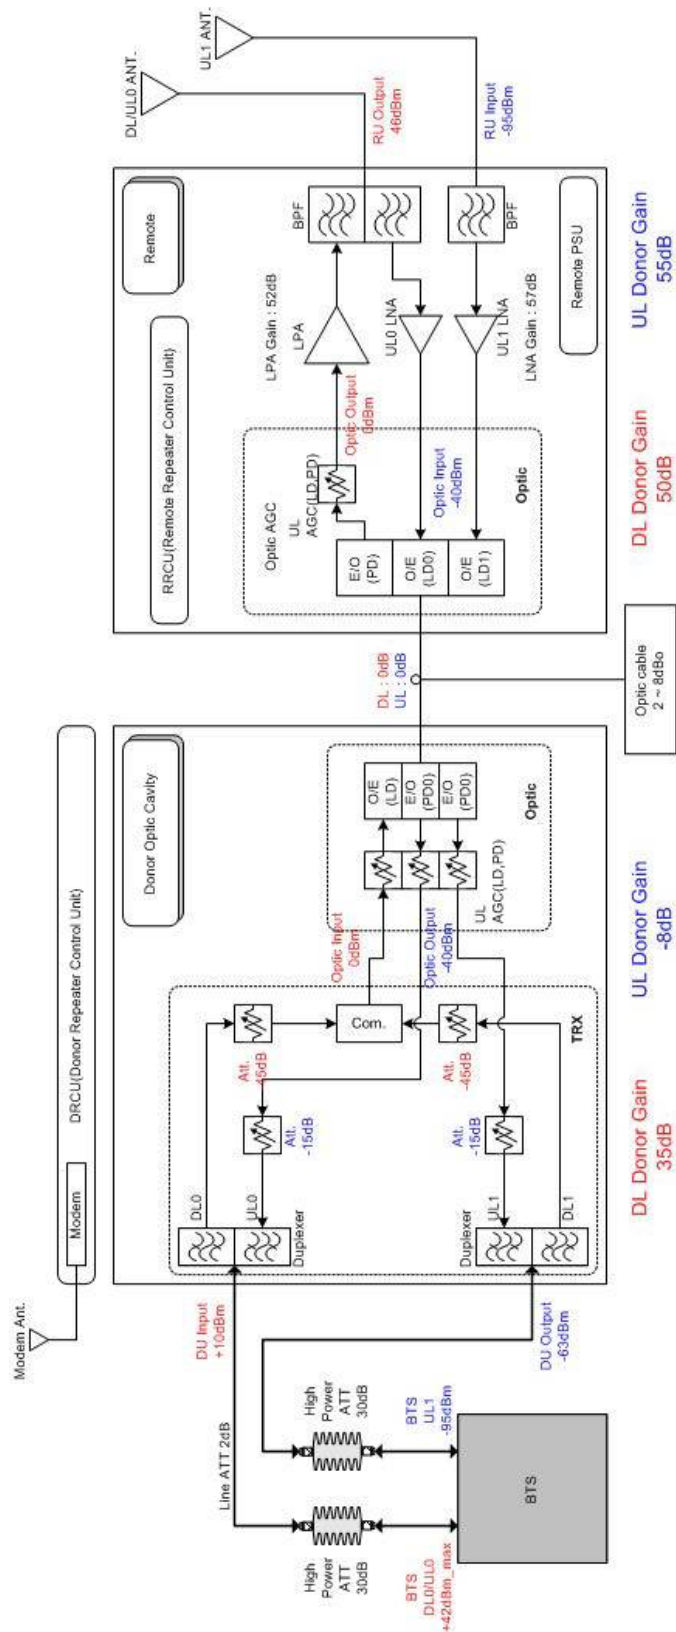 Modem Ant.
Modem
DRCU(Donor Repeater Control Unit)
Donor Optic Cavity
DU Input
+10dBm
Line ATT 2dB
High
Power
ATT
30dB
High
Power
ATT
30dB
BTS
DL0/UL0
+42dBm_max
BTS
UL1
-95dBm
BTS
DU Output
-63dBm
DL0
UL0
Duplexer
Att.
-45dB
Att.
-15dB
Com.
Att.
-45dB
Att.
-15dB
Duplexer
UL1
DL1
TRX
Optic Input
0dBm
Optic Output
-40dBm
O/E
(LD)
E/O
(PD0)
E/O
(PD0)
UL
AGC(LD,PD)
Optic
DL : 0dB
UL : 0dB
Optic cable
2 ~ 8dBo
RRCU(Remote Repeater Control Unit)
Remote
Optic AGC
UL
AGC(LD,PD)
E/O
(PD)
O/E
(LD0)
O/E
(LD1)
Optic Output
0dBm
Optic Input
-40dBm
Optic
LPA Gain : 52dB
LPA
UL0 LNA
UL1 LNA
LNA Gain : 57dB
BPF
BPF
Remote PSU
DL/UL0 ANT.
UL1 ANT.
RU Output
46dBm
RU Input
-95dBm
DL Donor Gain
35dB
UL Donor Gain
-8dB
DL Donor Gain
50dB
UL Donor Gain
55dB